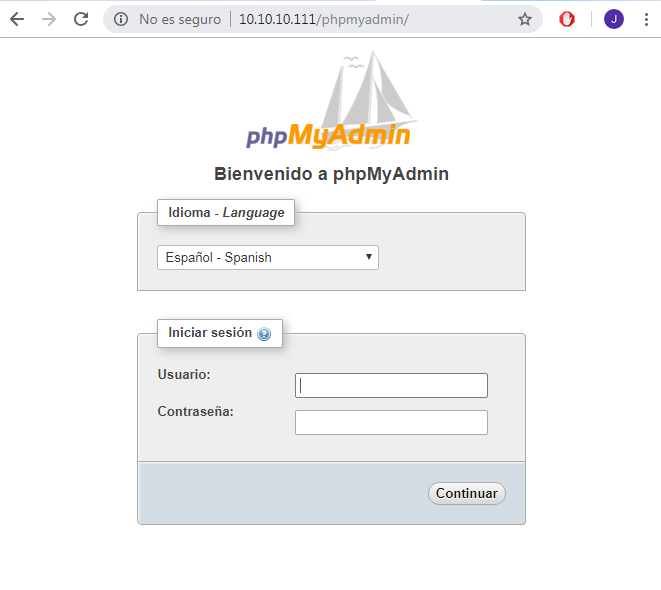 No es seguro | 10.10.10.111/phpmyadmin/
J
phpMyAdmin
Bienvenido a phpMyAdmin
Idioma - Language
Español - Spanish
Iniciar sesión
Usuario:
Contraseña:
Continuar